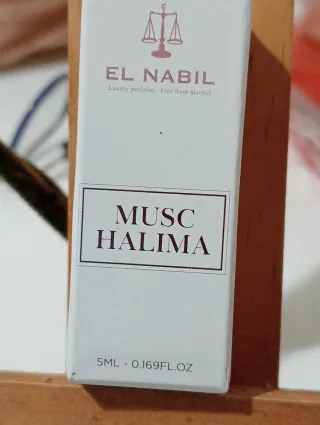 EL NABIL
Luxury perfume - Free from alcohol
MUSC
HALIMA
5ML - 0.169FL.OZ